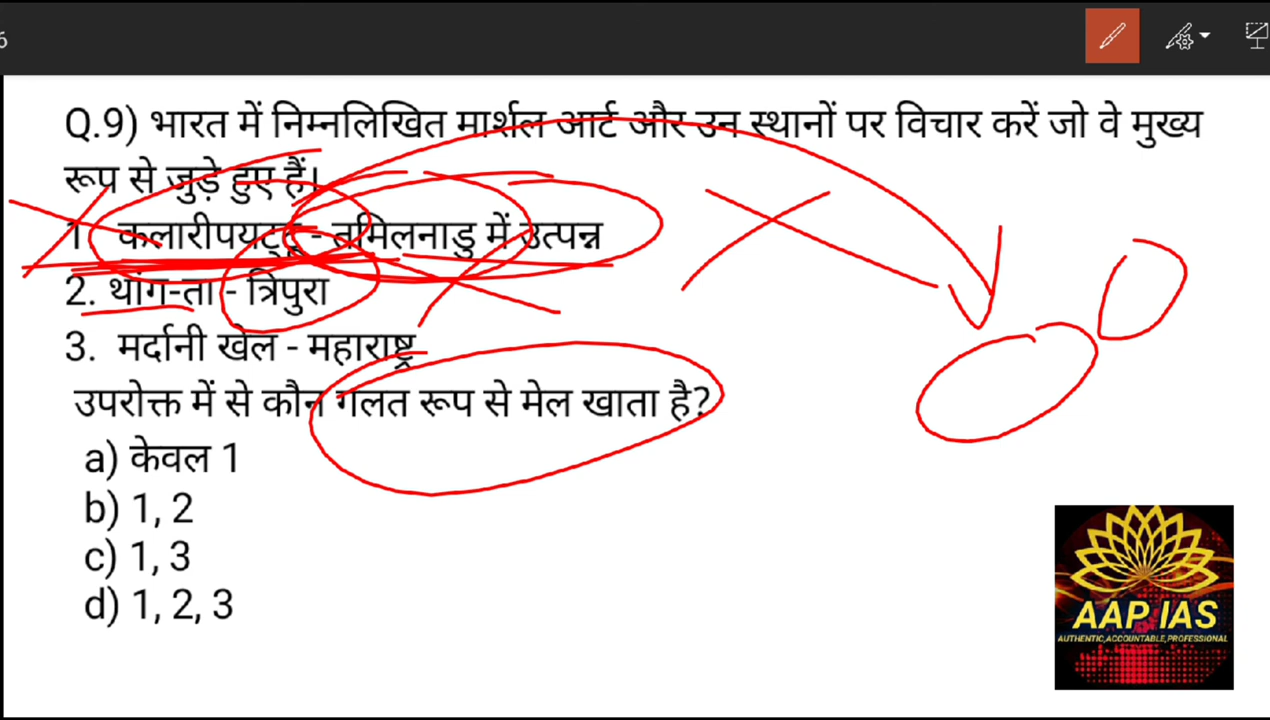 6
Q.9) भारत में निम्नलिखित मार्शल आर्ट और उन स्थानों पर विचार करें जो वे मुख्य
रूप से जुड़े हुए हैं।
1. कलारीपयट्टू - तमिलनाडु में उत्पन्न
2. थांग-ता - त्रिपुरा
3. मर्दानी खेल - महाराष्ट्र
उपरोक्त में से कौन गलत रूप से मेल खाता है?
a) केवल 1
b) 1, 2
c) 1, 3
d) 1, 2, 3
AAP IAS
AUTHENTIC,ACCOUNTABLE,PROFESSIONAL